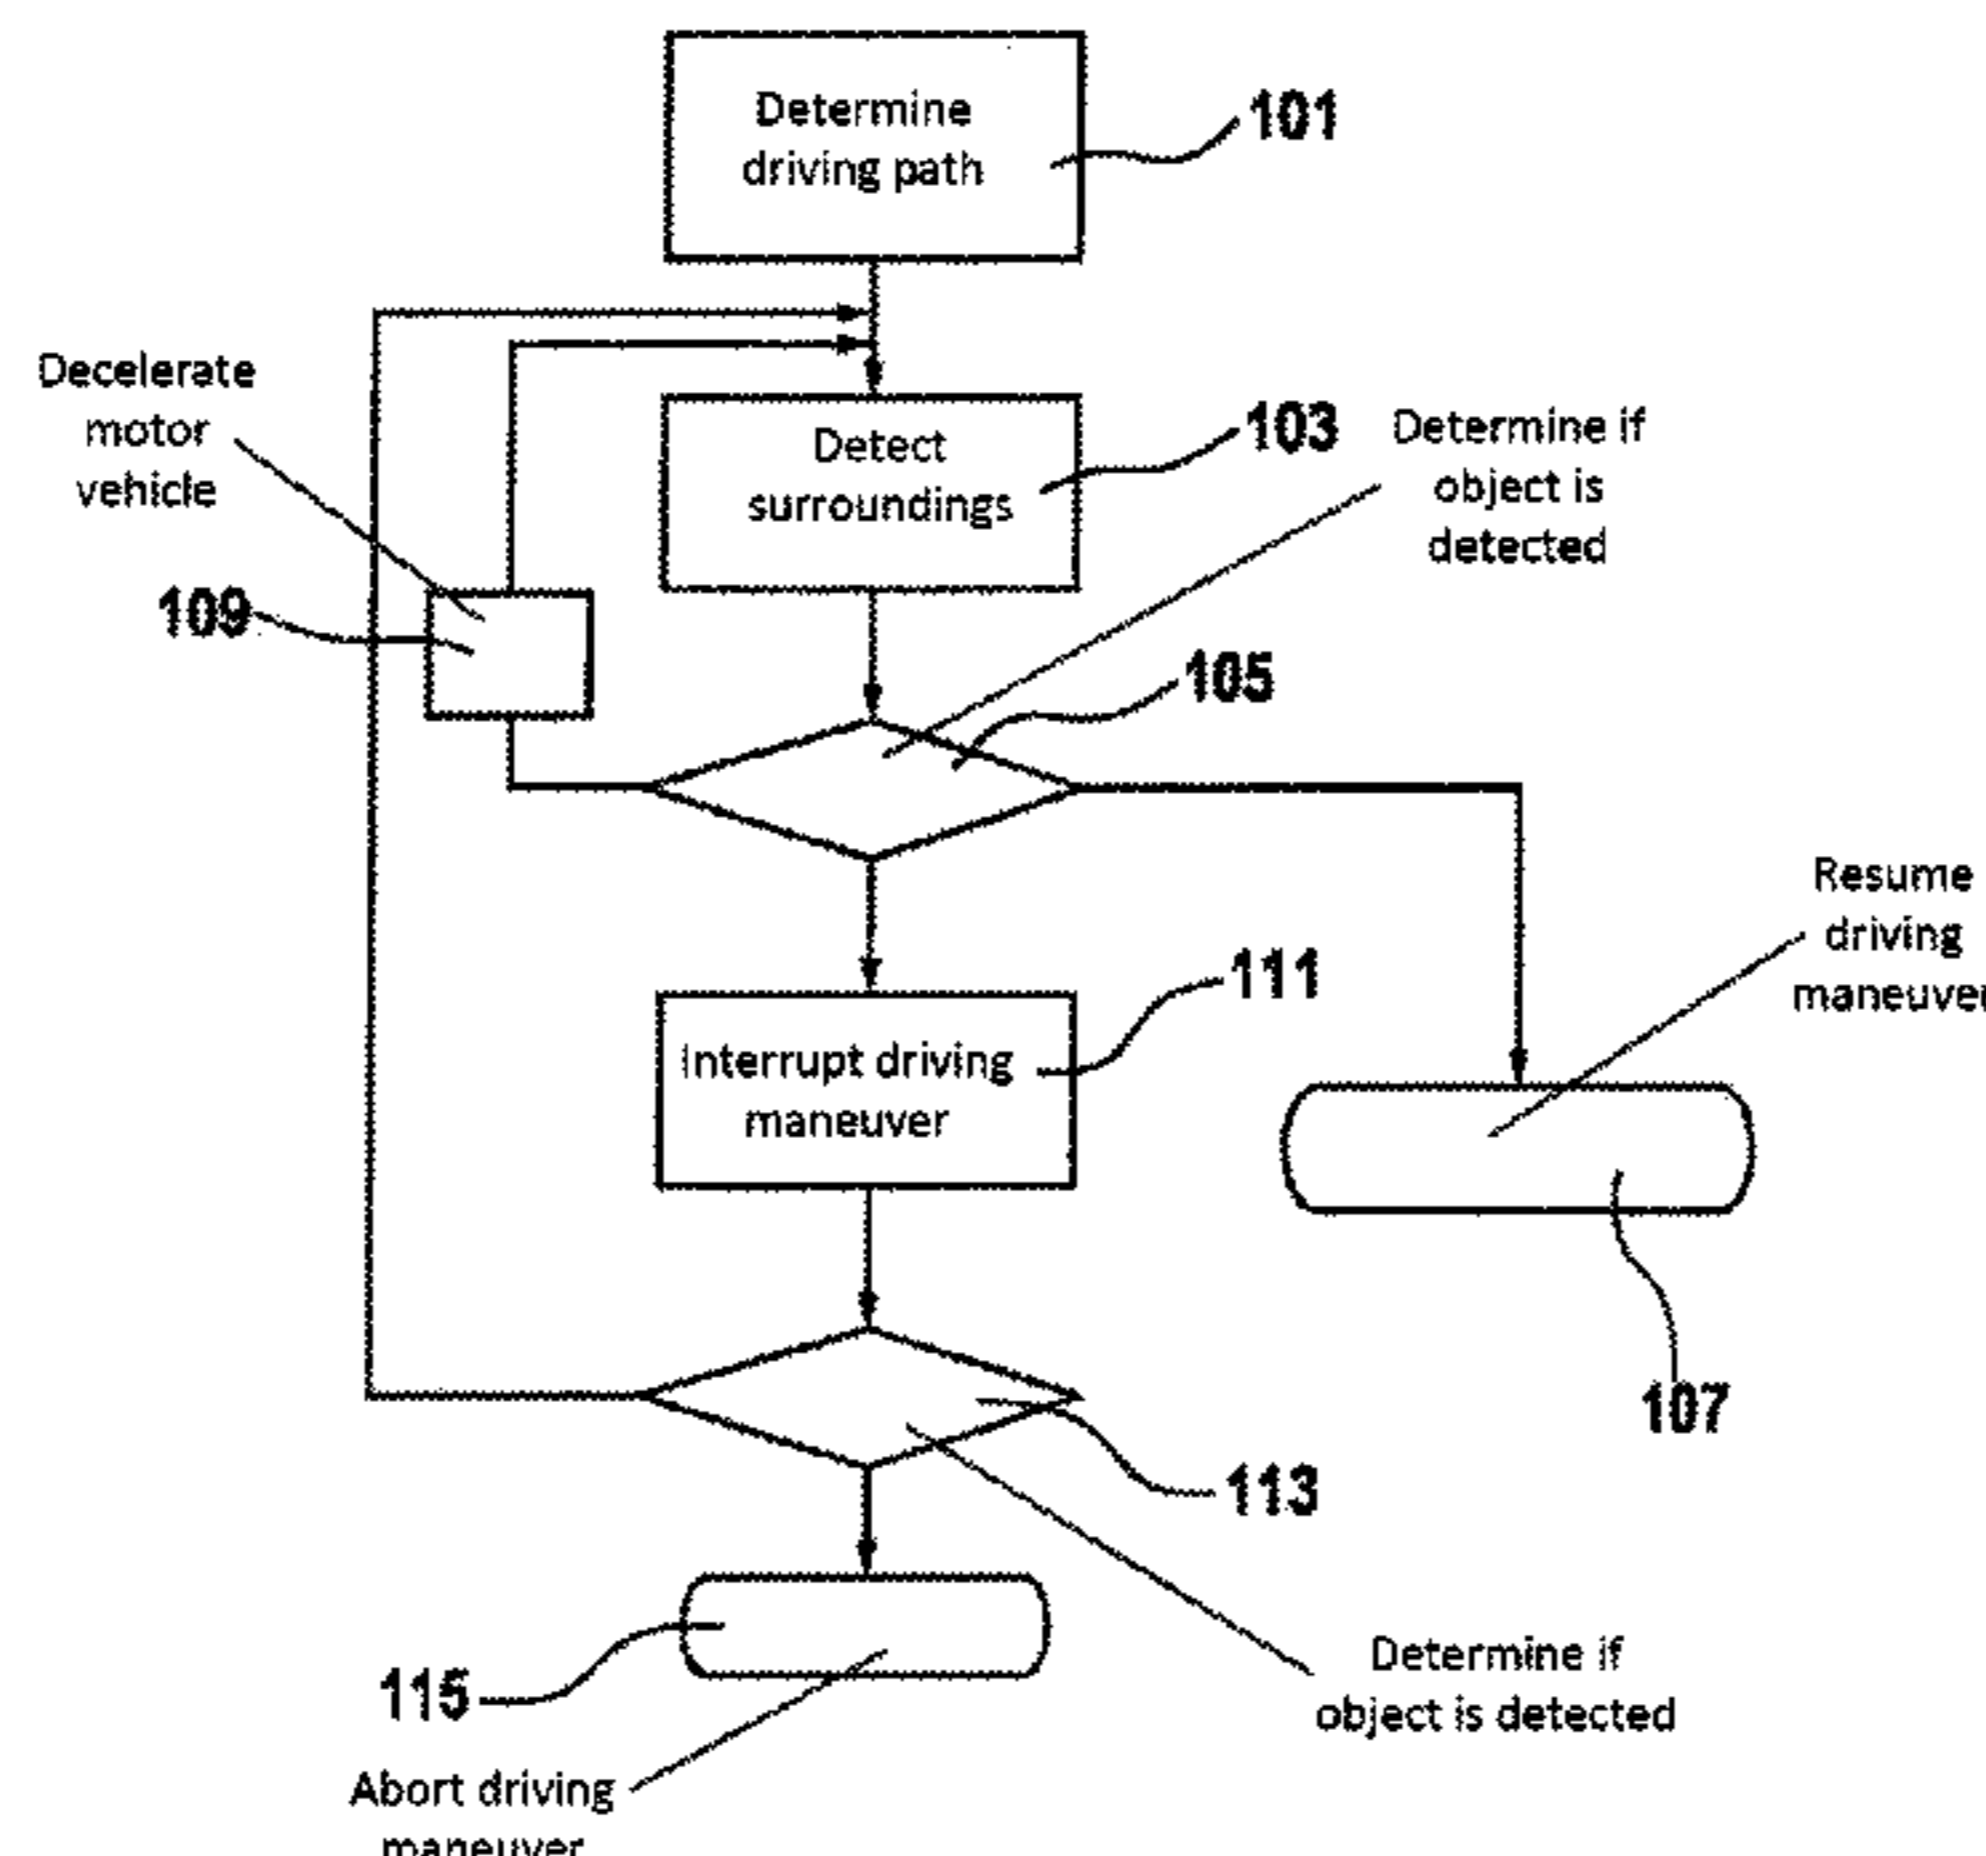 Determine
driving path
101
Decelerate
motor
vehicle
Detect
surroundings
103
Determine if
object is
detected
109
105
Resume
driving
maneuver
111
Interrupt driving
maneuver
107
113
115
Determine if
object is detected
Abort driving
maneuver